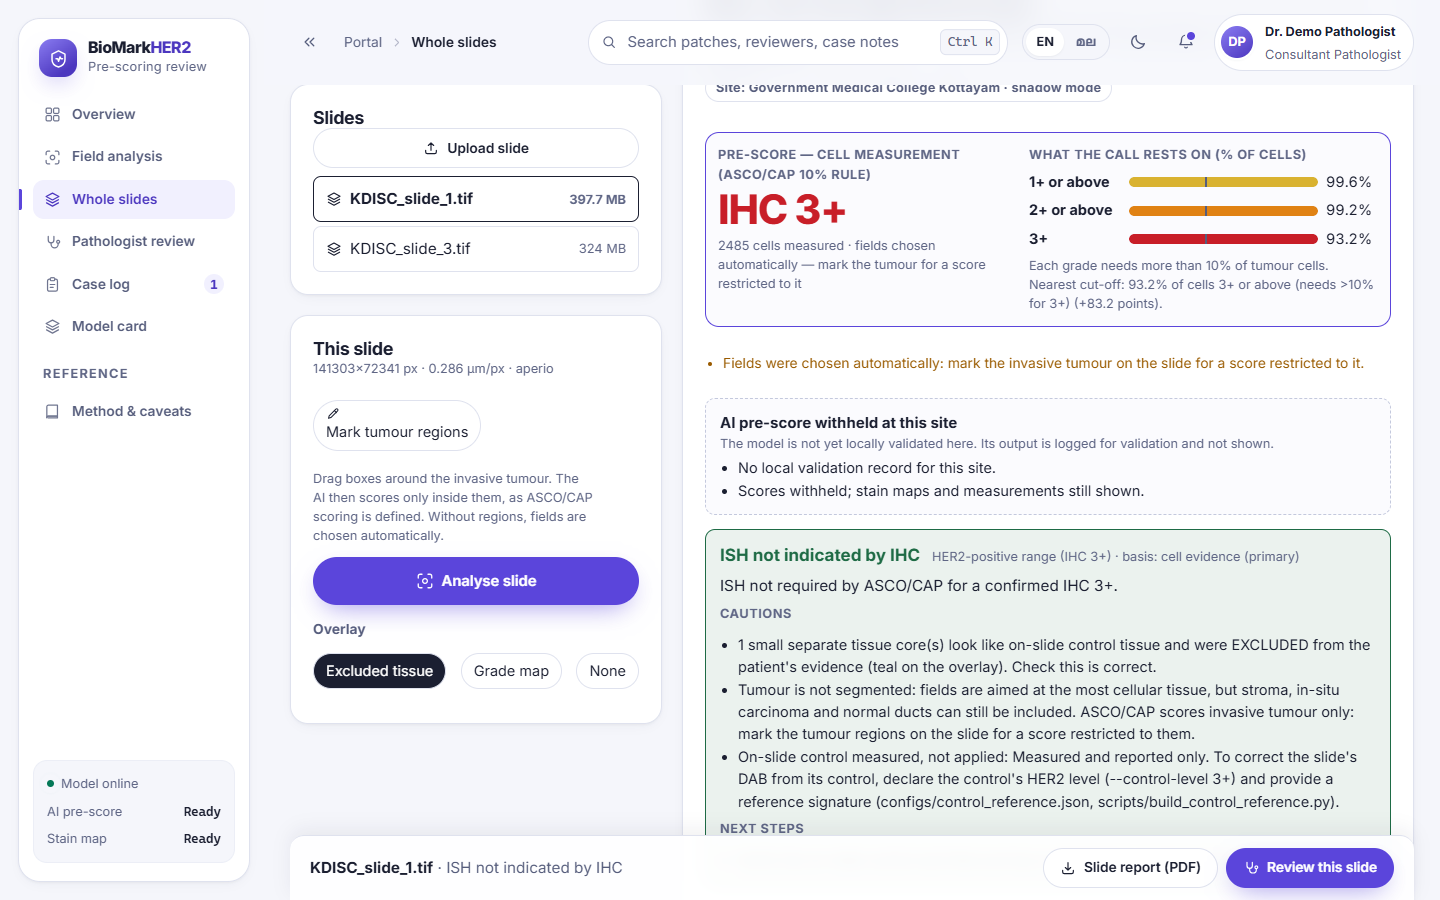 BioMarkHER2
Pre-scoring review
Overview
Field analysis
Whole slides
Pathologist review
Case log 1
Model card
REFERENCE
Method & caveats
Model online
AI pre-score Ready
Stain map Ready
Portal
Whole slides
Search patches, reviewers, case notes
Ctrl K
EN
മല
DP
Dr. Demo Pathologist
Consultant Pathologist
Slides
Upload slide
KDISC_slide_1.tif 397.7 MB
KDISC_slide_3.tif 324 MB
This slide
141303×72341 px · 0.286 µm/px · aperio
Mark tumour regions
Drag boxes around the invasive tumour. The
AI then scores only inside them, as ASCO/CAP
scoring is defined. Without regions, fields are
chosen automatically.
Analyse slide
Overlay
Excluded tissue
Grade map
None
Site: Government Medical College Kottayam · shadow mode
PRE-SCORE — CELL MEASUREMENT
(ASCO/CAP 10% RULE)
IHC 3+
2485 cells measured · fields chosen
automatically — mark the tumour for a score
restricted to it
WHAT THE CALL RESTS ON (% OF CELLS)
1+ or above 99.6%
2+ or above 99.2%
3+ 93.2%
Each grade needs more than 10% of tumour cells.
Nearest cut-off: 93.2% of cells 3+ or above (needs >10%
for 3+) (+83.2 points).
• Fields were chosen automatically: mark the invasive tumour on the slide for a score restricted to it.
AI pre-score withheld at this site
The model is not yet locally validated here. Its output is logged for validation and not shown.
• No local validation record for this site.
• Scores withheld; stain maps and measurements still shown.
ISH not indicated by IHC HER2-positive range (IHC 3+) · basis: cell evidence (primary)
ISH not required by ASCO/CAP for a confirmed IHC 3+.
CAUTIONS
• 1 small separate tissue core(s) look like on-slide control tissue and were EXCLUDED from the
patient's evidence (teal on the overlay). Check this is correct.
• Tumour is not segmented: fields are aimed at the most cellular tissue, but stroma, in-situ
carcinoma and normal ducts can still be included. ASCO/CAP scores invasive tumour only:
mark the tumour regions on the slide for a score restricted to them.
• On-slide control measured, not applied: Measured and reported only. To correct the slide's
DAB from its control, declare the control's HER2 level (--control-level 3+) and provide a
reference signature (configs/control_reference.json, scripts/build_control_reference.py).
NEXT STEPS
KDISC_slide_1.tif · ISH not indicated by IHC
Slide report (PDF)
Review this slide